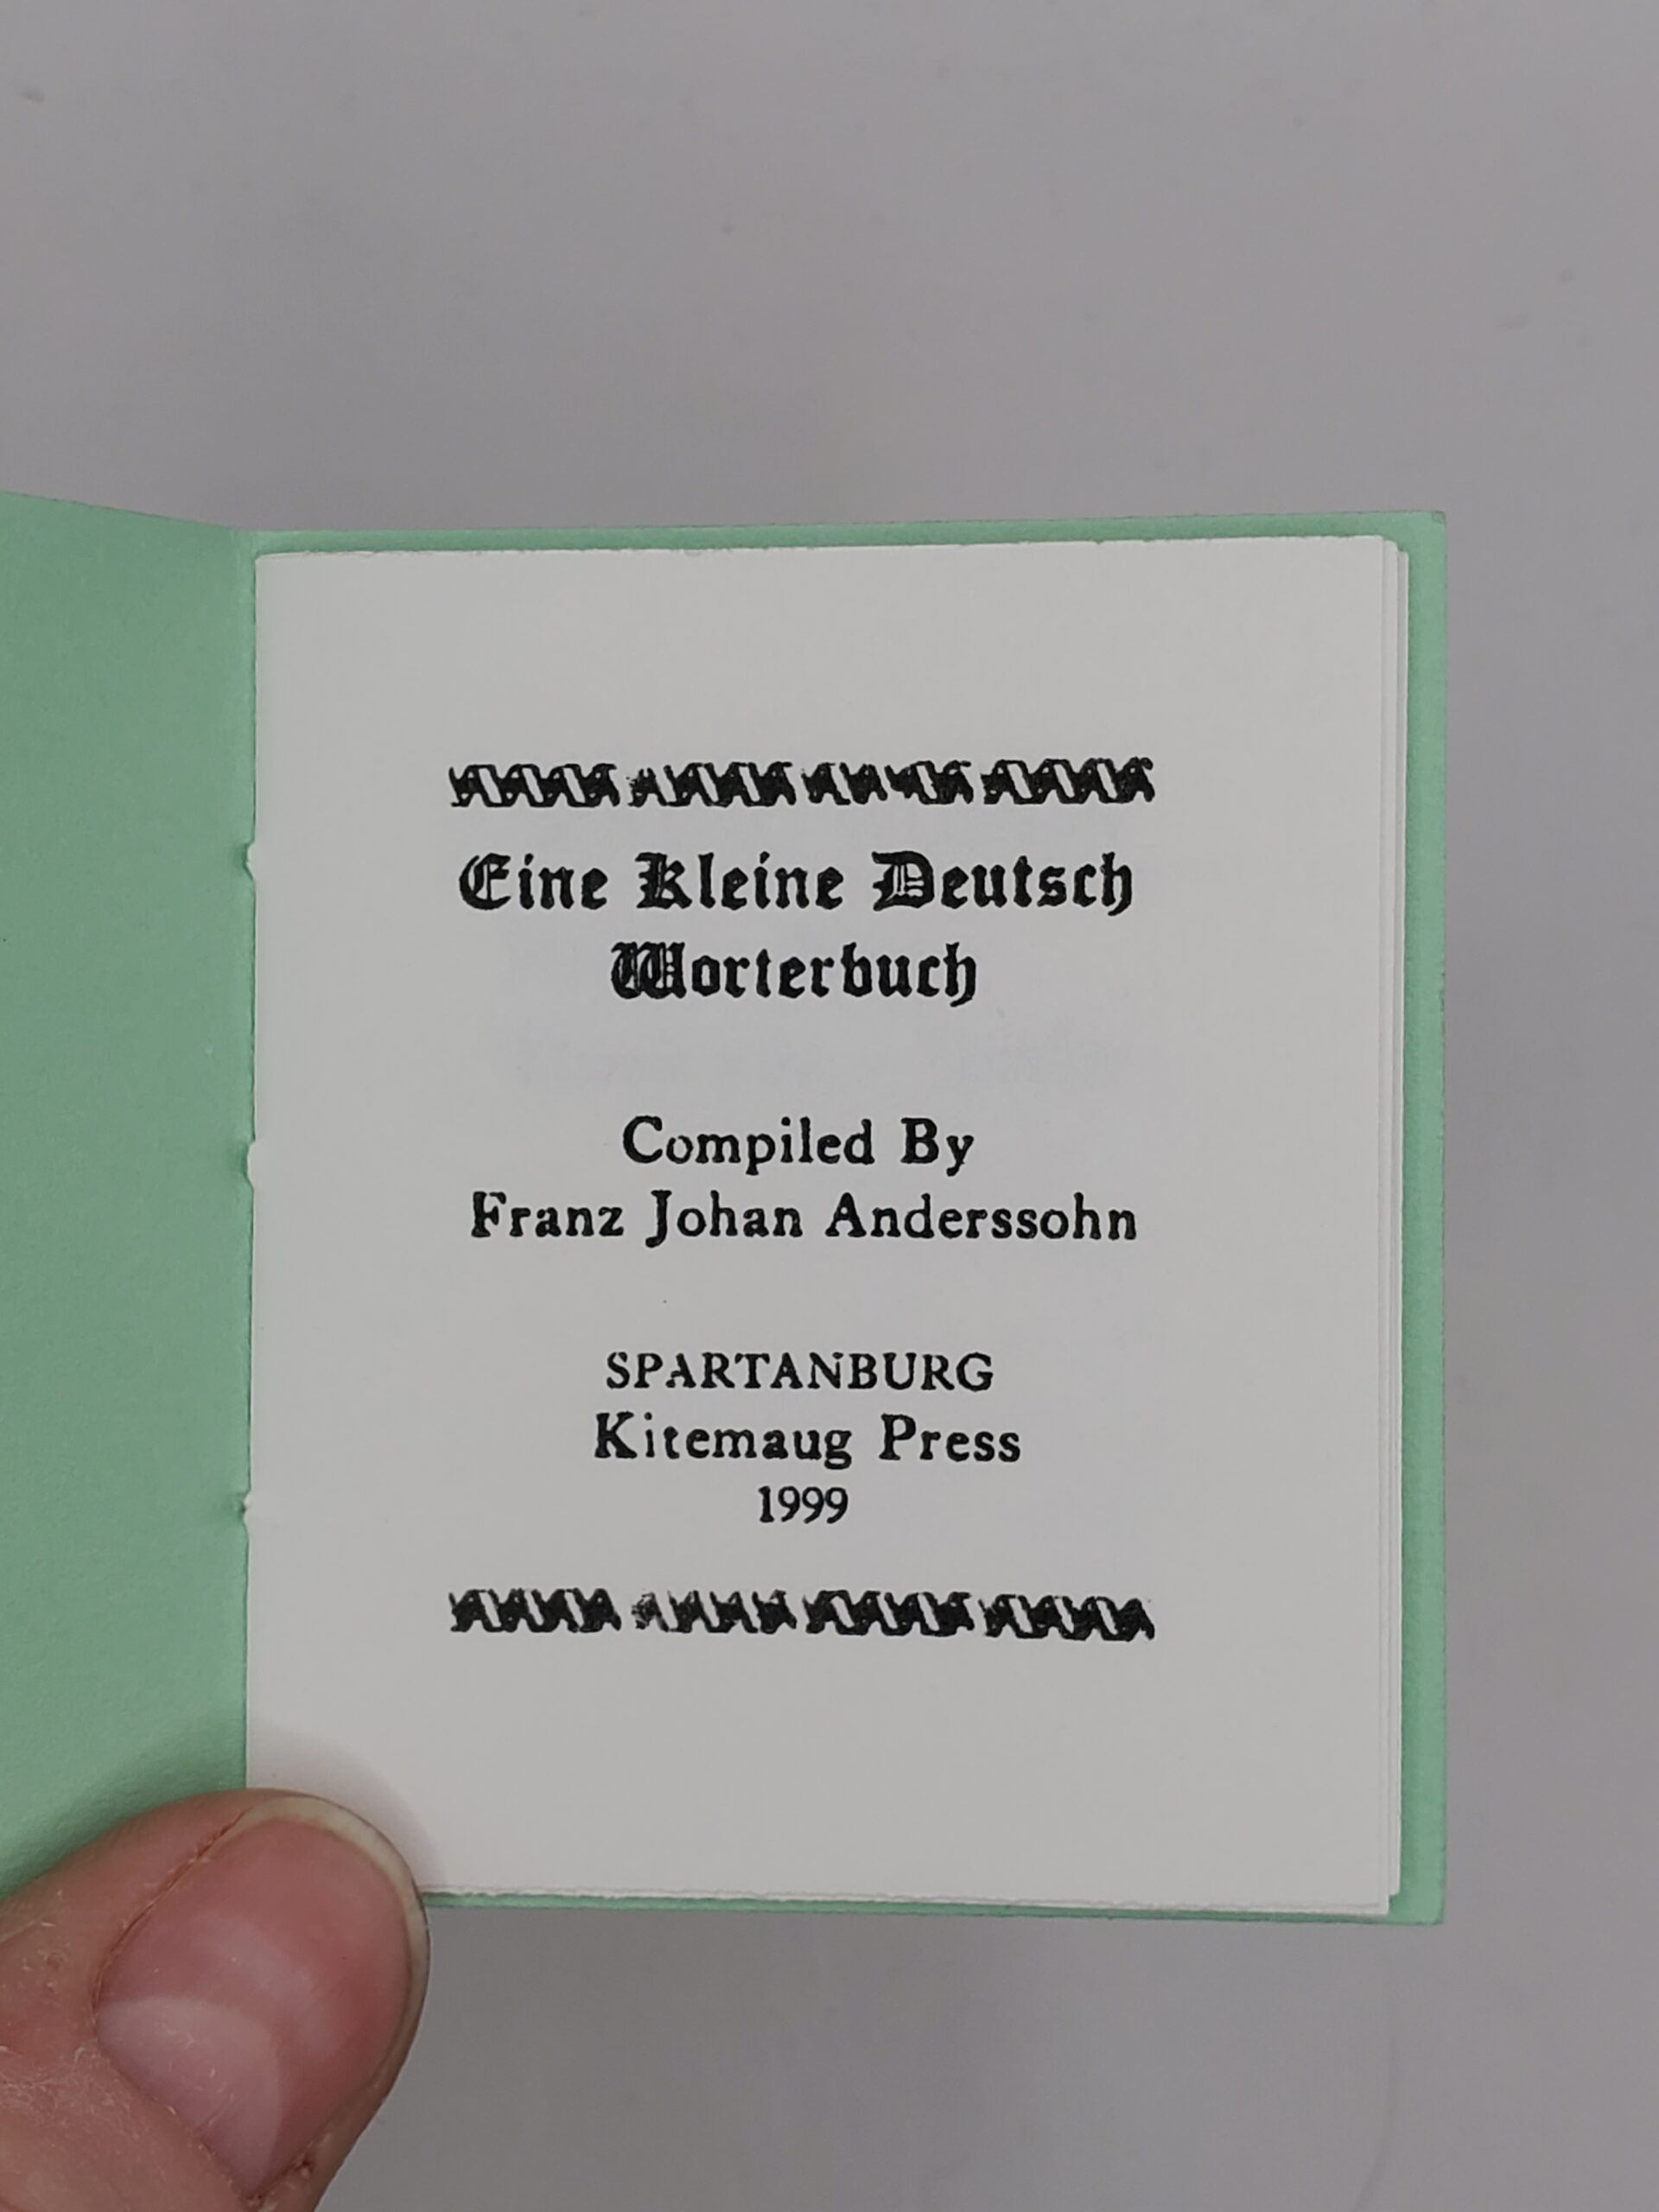 Eine Kleine Deutsch
Worterbuch
Compiled By
Franz Johan Anderssohn
SPARTANBURG
Kitemaug Press
1999